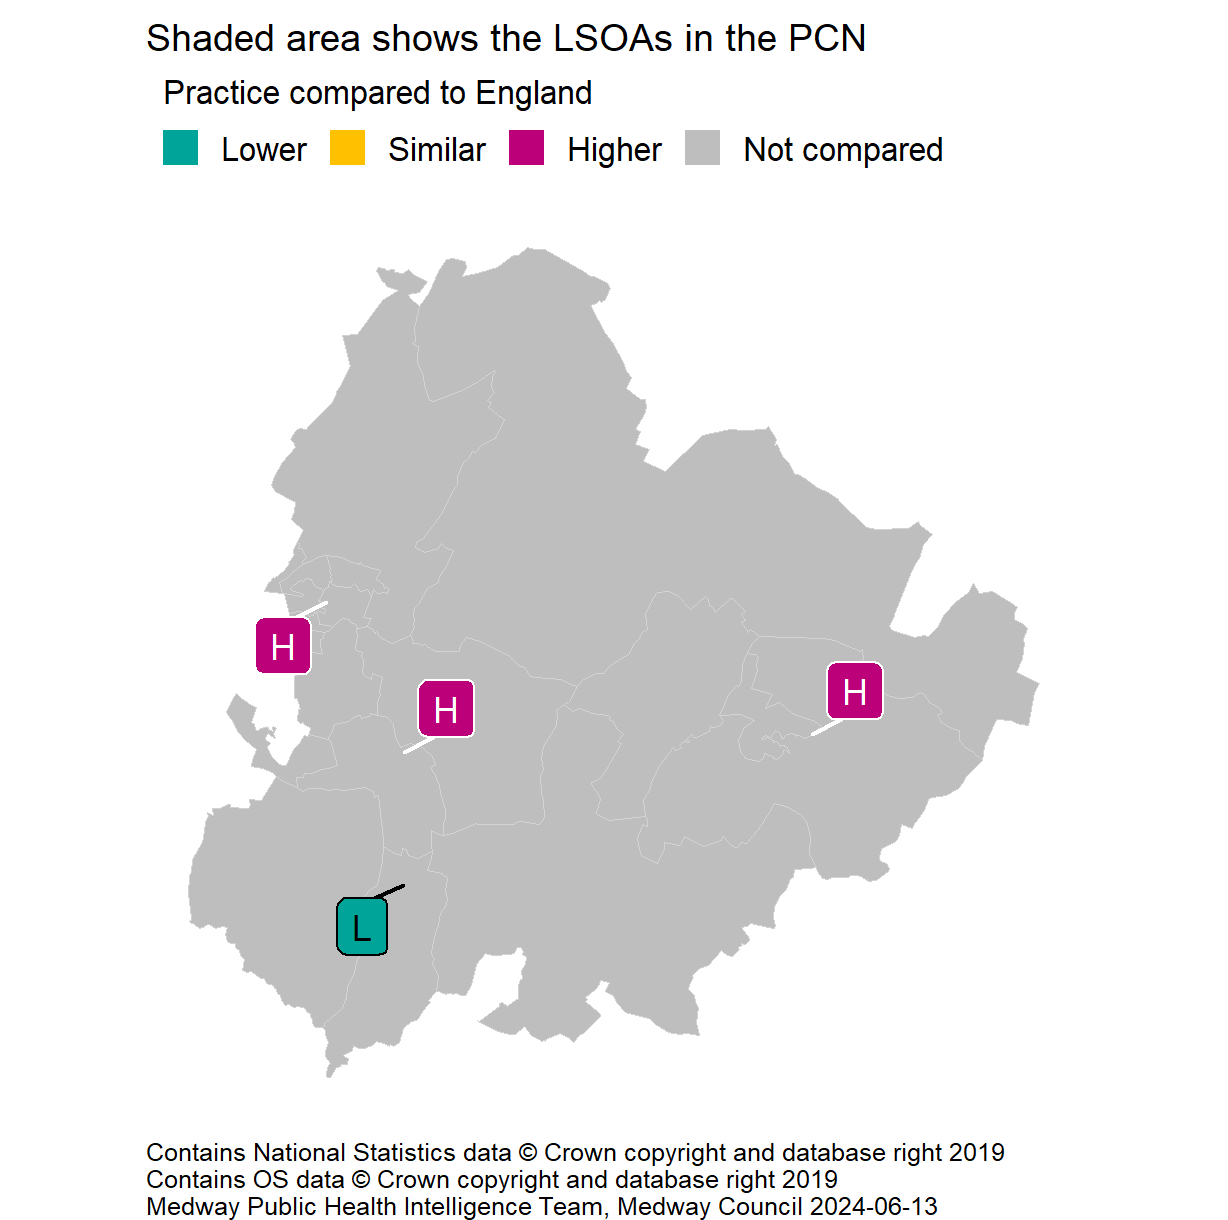 Shaded area shows the LSOAs in the PCN
Practice compared to England
Lower Similar Higher Not compared
H
H
H
L
Contains National Statistics data © Crown copyright and database right 2019
Contains OS data © Crown copyright and database right 2019
Medway Public Health Intelligence Team, Medway Council 2024-06-13